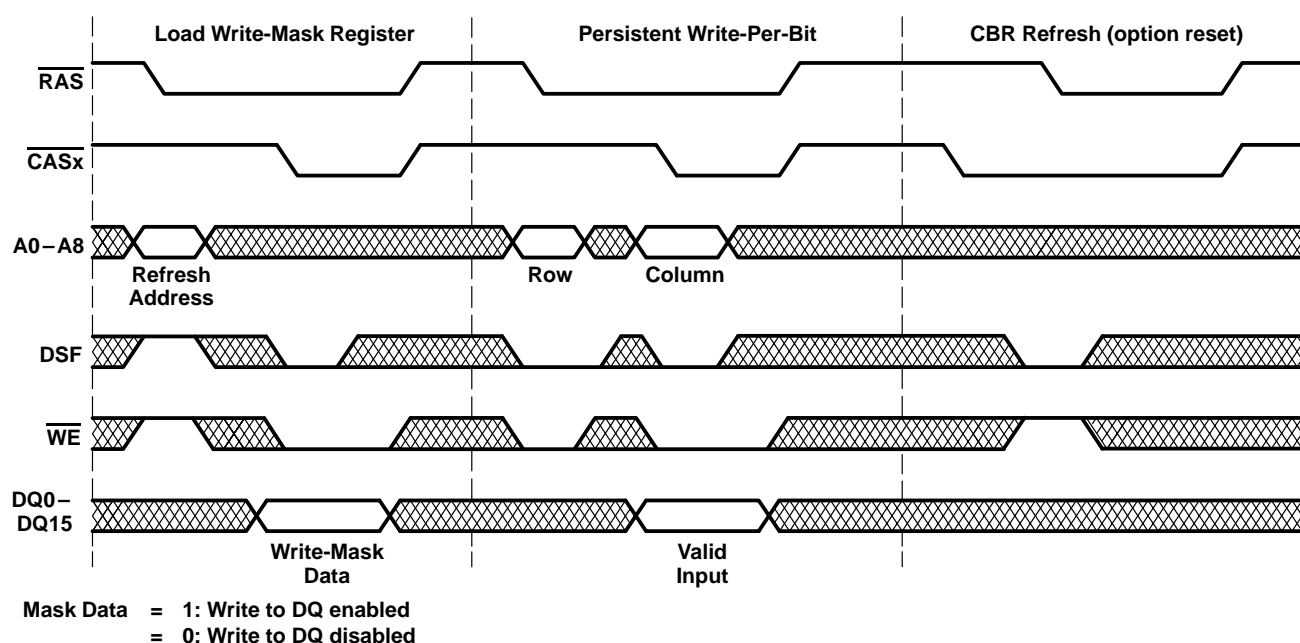 Load Write-Mask Register
Persistent Write-Per-Bit
CBR Refresh (option reset)
RAS
CASx
A0–A8
Refresh
Address
Row
Column
DSF
WE
DQ0–
DQ15
Write-Mask
Data
Valid
Input
Mask Data = 1: Write to DQ enabled
= 0: Write to DQ disabled